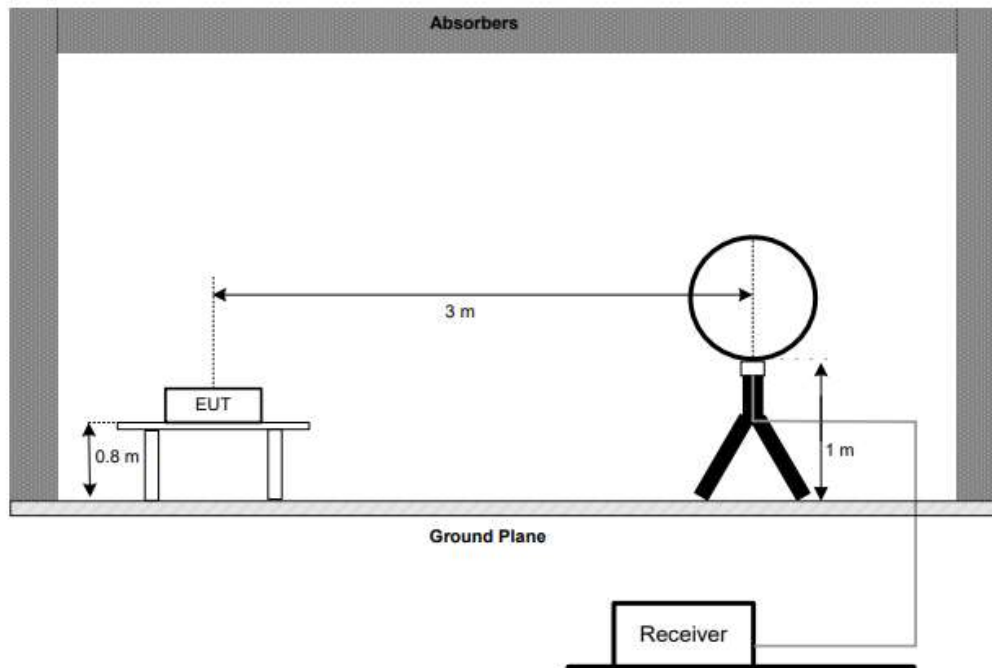 Absorbers
3 m
EUT
0.8 m
1 m
Ground Plane
Receiver